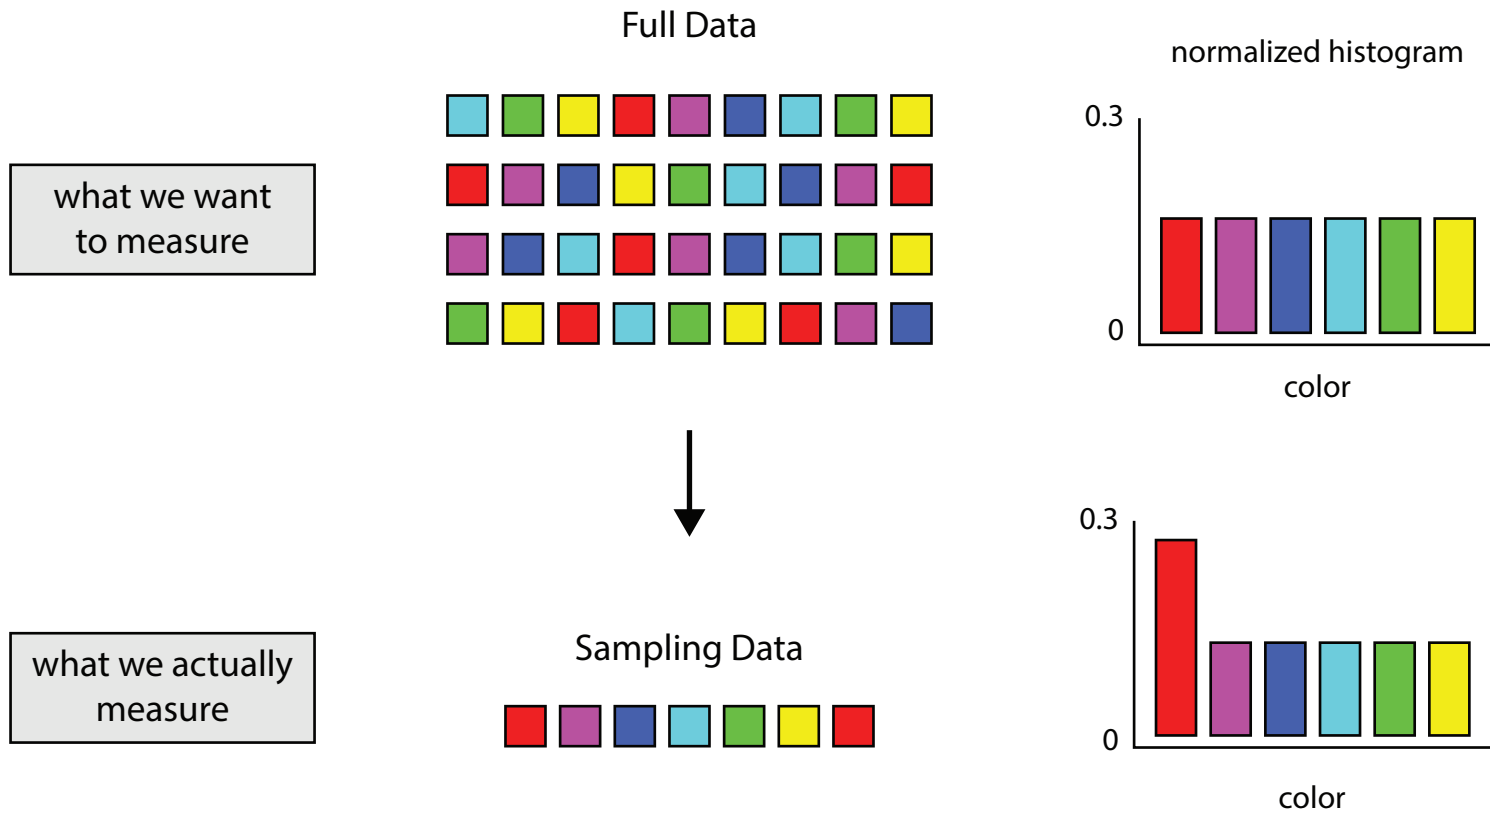 Full Data
normalized histogram
what we want
to measure
0.3
0
color
what we actually
measure
Sampling Data
0.3
0
color